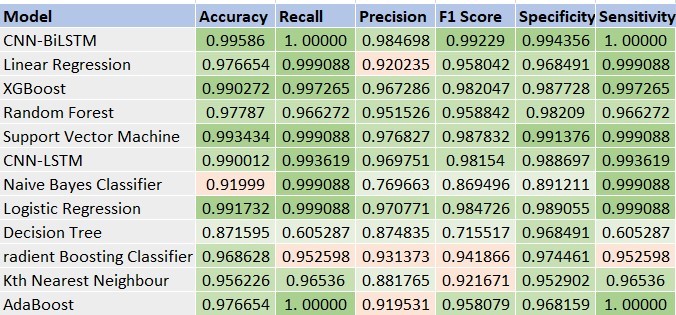 Model Accuracy Recall Precision F1 Score Specificity Sensitivity
CNN-BiLSTM 0.99586 1. 00000 0.984698 0.99229 0.994356 1. 00000
Linear Regression 0.976654 0.999088 0.920235 0.958042 0.968491 0.999088
XGBoost 0.990272 0.997265 0.967286 0.982047 0.987728 0.997265
Random Forest 0.97787 0.966272 0.951526 0.958842 0.98209 0.966272
Support Vector Machine 0.993434 0.999088 0.976827 0.987832 0.991376 0.999088
CNN-LSTM 0.990012 0.993619 0.969751 0.98154 0.988697 0.993619
Naive Bayes Classifier 0.91999 0.999088 0.769663 0.869496 0.891211 0.999088
Logistic Regression 0.991732 0.999088 0.970771 0.984726 0.989055 0.999088
Decision Tree 0.871595 0.605287 0.874835 0.715517 0.968491 0.605287
radient Boosting Classifier 0.968628 0.952598 0.931373 0.941866 0.974461 0.952598
Kth Nearest Neighbour 0.956226 0.96536 0.881765 0.921671 0.952902 0.96536
AdaBoost 0.976654 1. 00000 0.919531 0.958079 0.968159 1. 00000